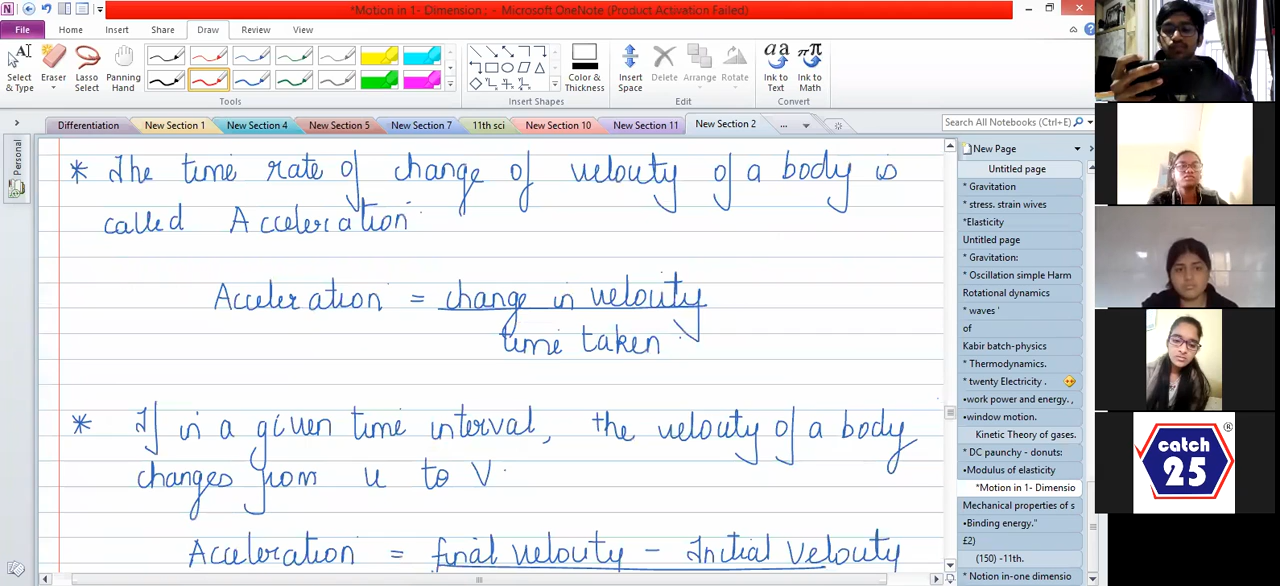 *Motion in 1- Dimension ; - Microsoft OneNote (Product Activation Failed)
File Home Insert Share Draw Review View
Select & Type
Eraser
Lasso Select
Panning Hand
Tools
Insert Shapes
Color & Thickness
Insert Space
Delete
Arrange
Rotate
Edit
Ink to Text
Ink to Math
Convert
Differentiation New Section 1 New Section 4 New Section 5 New Section 7 11th sci New Section 10 New Section 11 New Section 2 ...
Search All Notebooks (Ctrl+E)
Personal
* The time rate of change of velouty of a body is
called Acceleration
Acceleration = change in velouity
time taken
* If in a given time interval, the velouty of a body
changes from u to V
Acceleration = final velouty - Initial velouty
New Page
Untitled page
* Gravitation
* stress. strain wives
*Elasticity
Untitled page
* Gravitation:
* Oscillation simple Harm
Rotational dynamics
* waves '
of
Kabir batch-physics
* Thermodynamics.
* twenty Electricity .
•work power and energy. ,
•window motion.
Kinetic Theory of gases.
* DC paunchy - donuts:
•Modulus of elasticity
*Motion in 1- Dimensio
Mechanical properties of s
•Binding energy."
£2)
(150) -11th.
* Notion in-one dimensio
catch
25
®